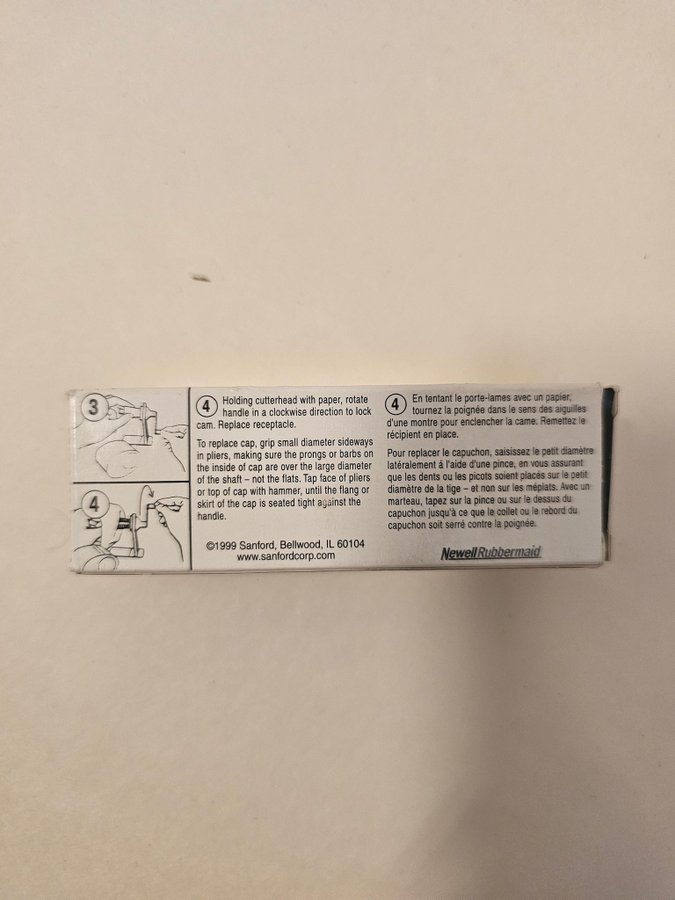 3
4
4 Holding cutterhead with paper, rotate
handle in a clockwise direction to lock
cam. Replace receptacle.
To replace cap, grip small diameter sideways
in pliers, making sure the prongs or barbs on
the inside of cap are over the large diameter
of the shaft – not the flats. Tap face of pliers
or top of cap with hammer, until the flang or
skirt of the cap is seated tight against the
handle.
©1999 Sanford, Bellwood, IL 60104
www.sanfordcorp.com
4 En tentant le porte-lames avec un papier,
tournez la poignée dans le sens des aiguilles
d'une montre pour enclencher la came. Remettez le
récipient en place.
Pour replacer le capuchon, saisissez le petit diamètre
latéralement á l'aide d'une pince, en vous assurant
que les dents ou les picots soient placés sur le petit
diamètre de la tige – et non sur les méplats. Avec un
marteau, tapez sur la pince ou sur le dessus du
capuchon jusqu'à ce que le collet ou le rebord du
capuchon soit serré contre la poignée.
NewellRubbermaid